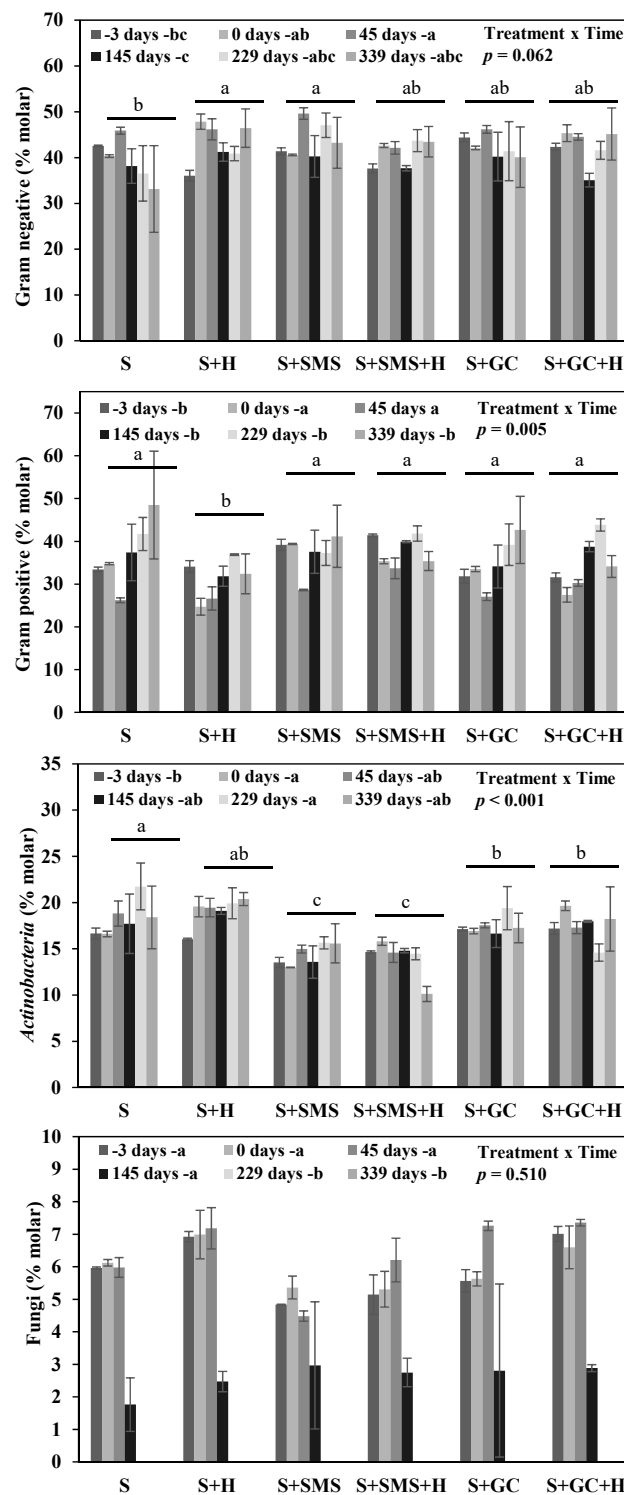 70
-3 days -bc 0 days -ab 45 days -a Treatment x Time
60
145 days -c 229 days -abc 339 days -abc p = 0.062
b a a ab ab ab
50
40
30
20
10
0
Gram negative (% molar)
S S+H S+SMS S+SMS+H S+GC S+GC+H
70
-3 days -b 0 days -a 45 days a Treatment x Time
60
145 days -b 229 days -b 339 days -b p = 0.005
a b a a a a
50
40
30
20
10
0
Gram positive (% molar)
S S+H S+SMS S+SMS+H S+GC S+GC+H
35
-3 days -b 0 days -a 45 days -ab Treatment x Time
30
145 days -ab 229 days -a 339 days -ab p < 0.001
a ab c c b b
25
20
15
10
5
0
Actinobacteria (% molar)
S S+H S+SMS S+SMS+H S+GC S+GC+H
10
-3 days -a 0 days -a 45 days -a Treatment x Time
9
145 days -a 229 days -b 339 days -b p = 0.510
8
7
6
5
4
3
2
1
0
Fungi (% molar)
S S+H S+SMS S+SMS+H S+GC S+GC+H